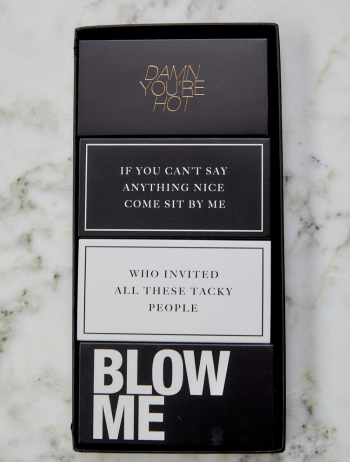 DAMN
YOU'RE
HOT
IF YOU CAN'T SAY
ANYTHING NICE
COME SIT BY ME
WHO INVITED
ALL THESE TACKY
PEOPLE
BLOW
ME